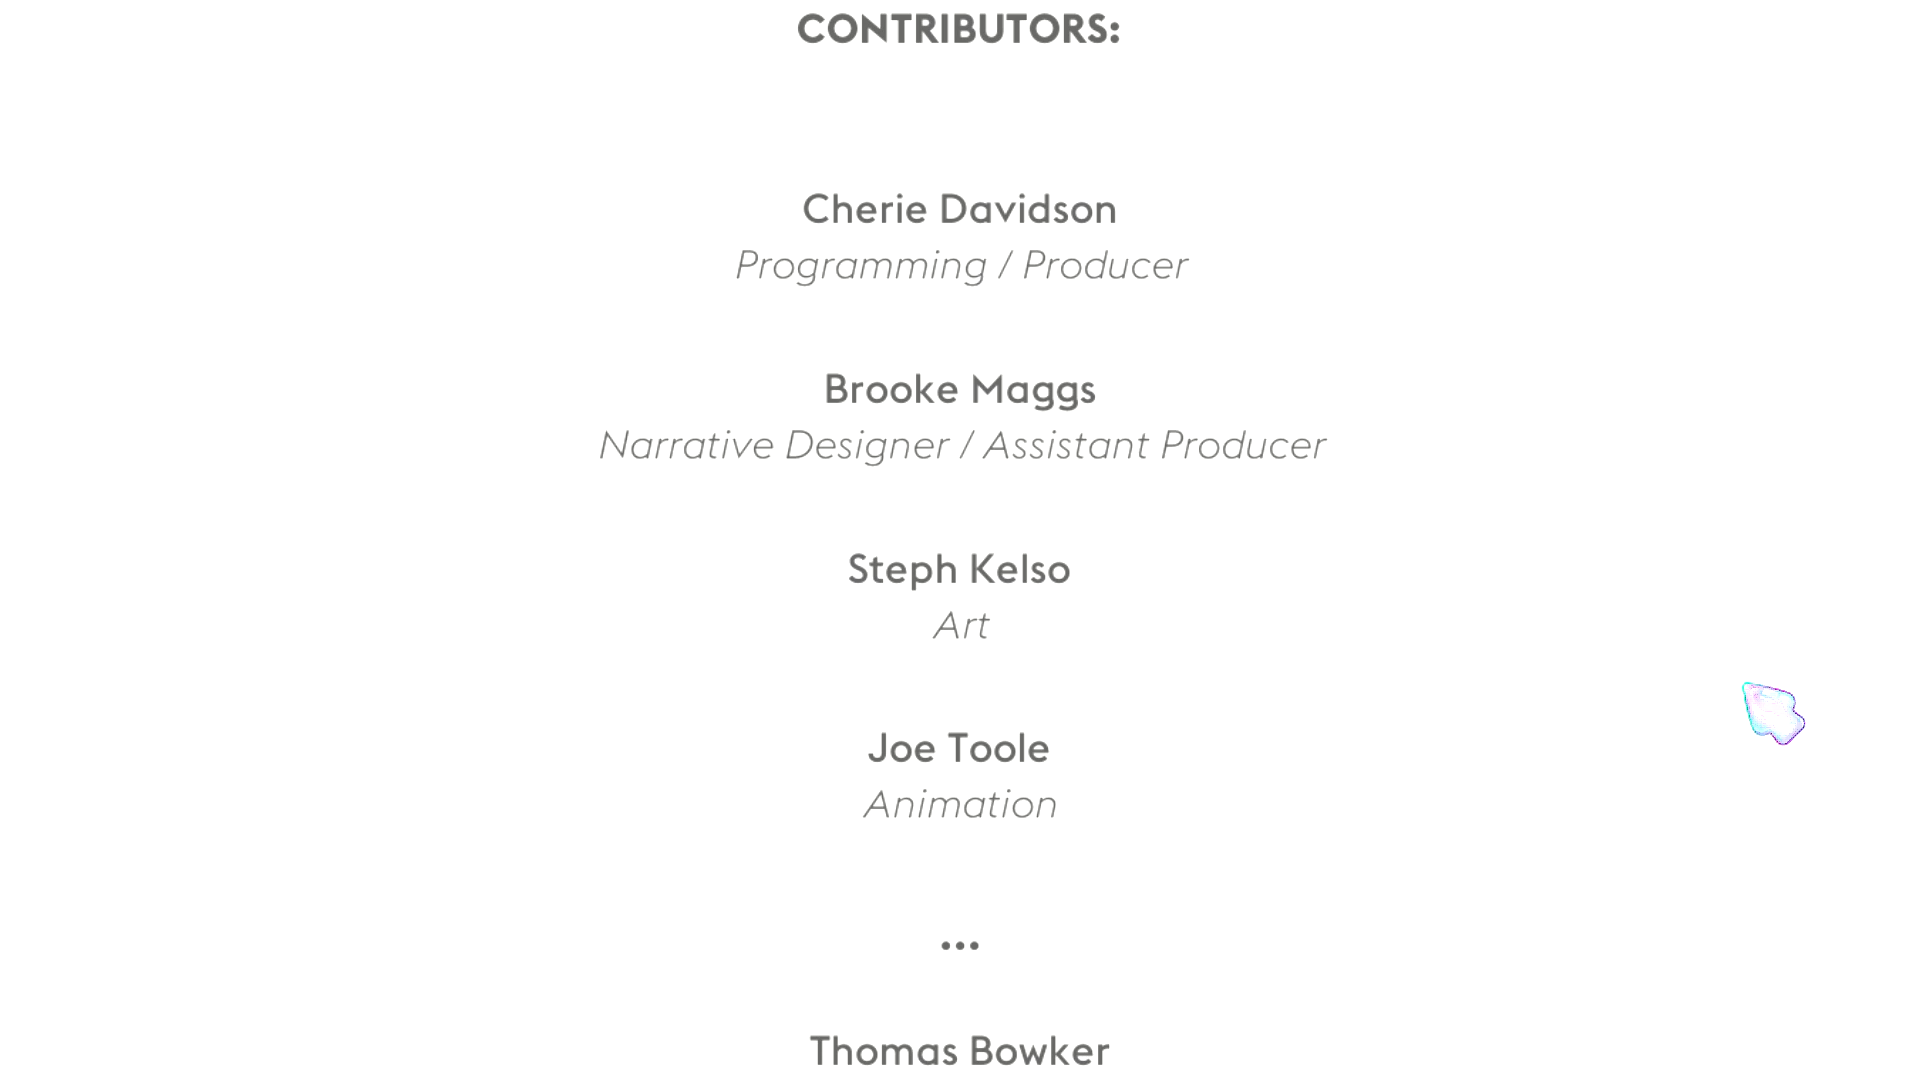 CONTRIBUTORS:
Cherie Davidson
Programming / Producer
Brooke Maggs
Narrative Designer / Assistant Producer
Steph Kelso
Art
Joe Toole
Animation
...
Thomas Bowker